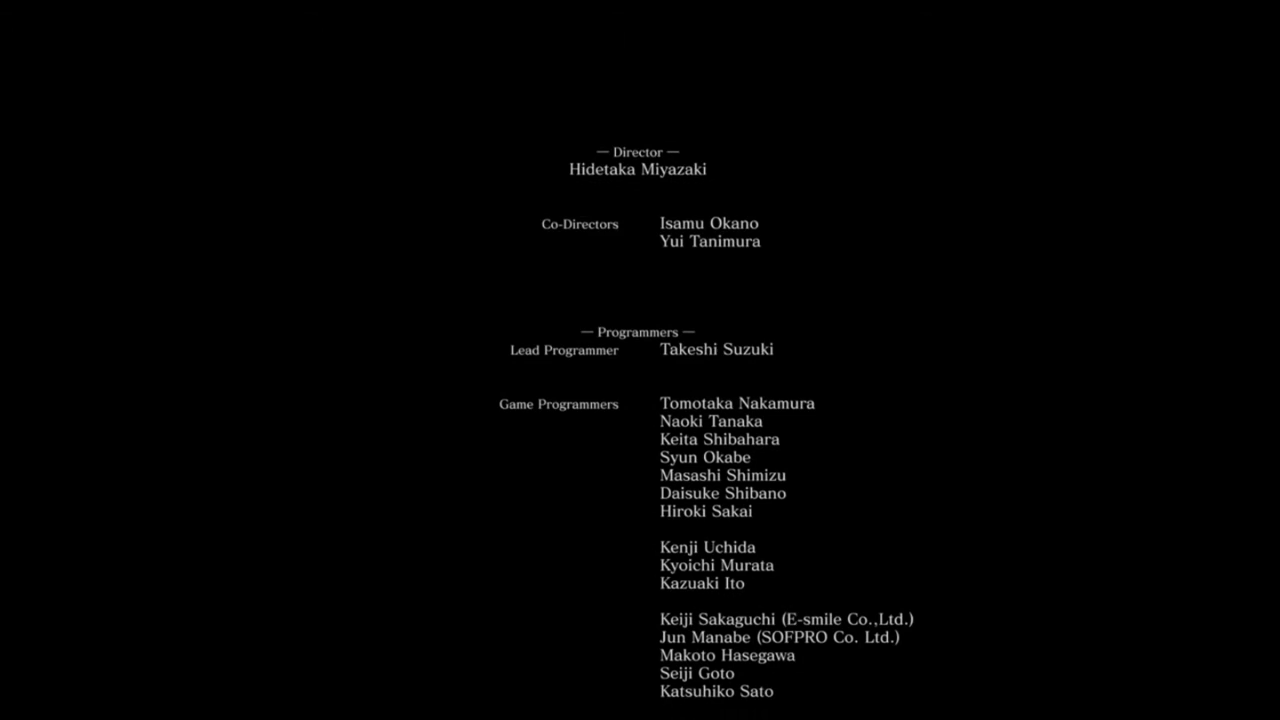 — Director —
Hidetaka Miyazaki
Co-Directors Isamu Okano
Yui Tanimura
— Programmers —
Lead Programmer Takeshi Suzuki
Game Programmers Tomotaka Nakamura
Naoki Tanaka
Keita Shibahara
Syun Okabe
Masashi Shimizu
Daisuke Shibano
Hiroki Sakai
Kenji Uchida
Kyoichi Murata
Kazuaki Ito
Keiji Sakaguchi (E-smile Co.,Ltd.)
Jun Manabe (SOFPRO Co. Ltd.)
Makoto Hasegawa
Seiji Goto
Katsuhiko Sato